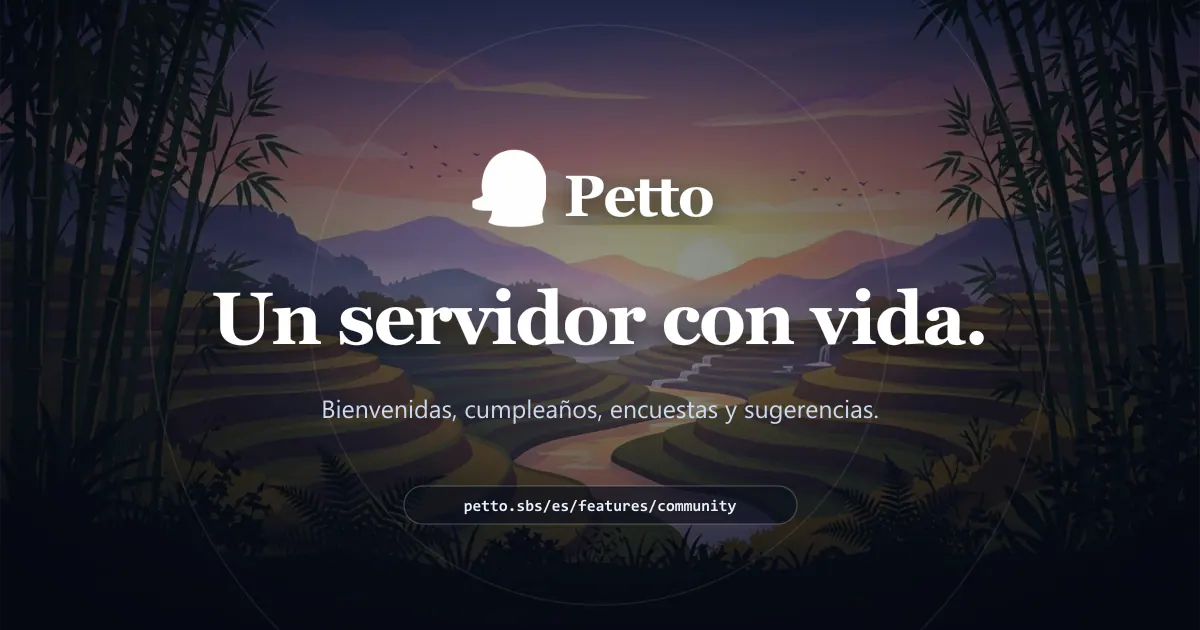 Petto
Un servidor con vida.
Bienvenidas, cumpleaños, encuestas y sugerencias.
petto.sbs/es/features/community